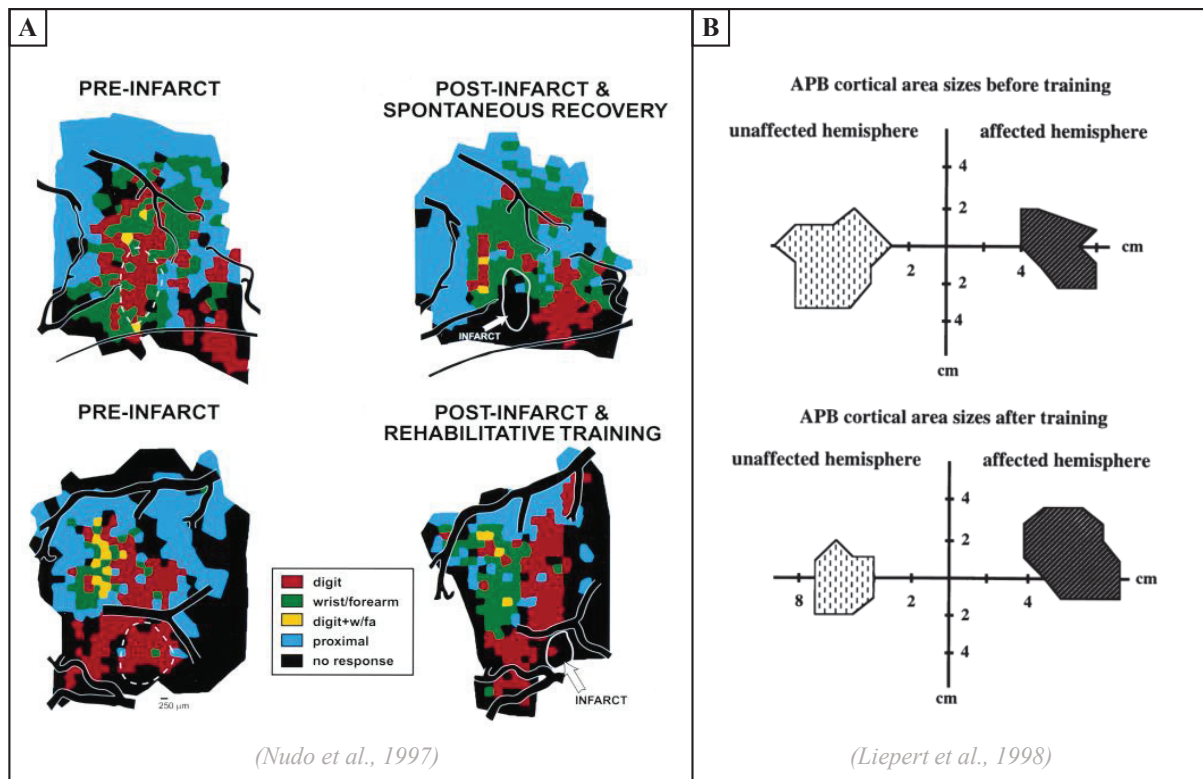 A
PRE-INFARCT
POST-INFARCT &
SPONTANEOUS RECOVERY
INFARCT
PRE-INFARCT
POST-INFARCT &
REHABILITATIVE TRAINING
digit
wrist/forearm
digit+w/fa
proximal
no response
250 μm
INFARCT
(Nudo et al., 1997)
B
APB cortical area sizes before training
unaffected hemisphere
affected hemisphere
4
2
cm
2
4
2
4
cm
APB cortical area sizes after training
unaffected hemisphere
affected hemisphere
4
2
cm
8
2
4
2
4
cm
(Liepert et al., 1998)